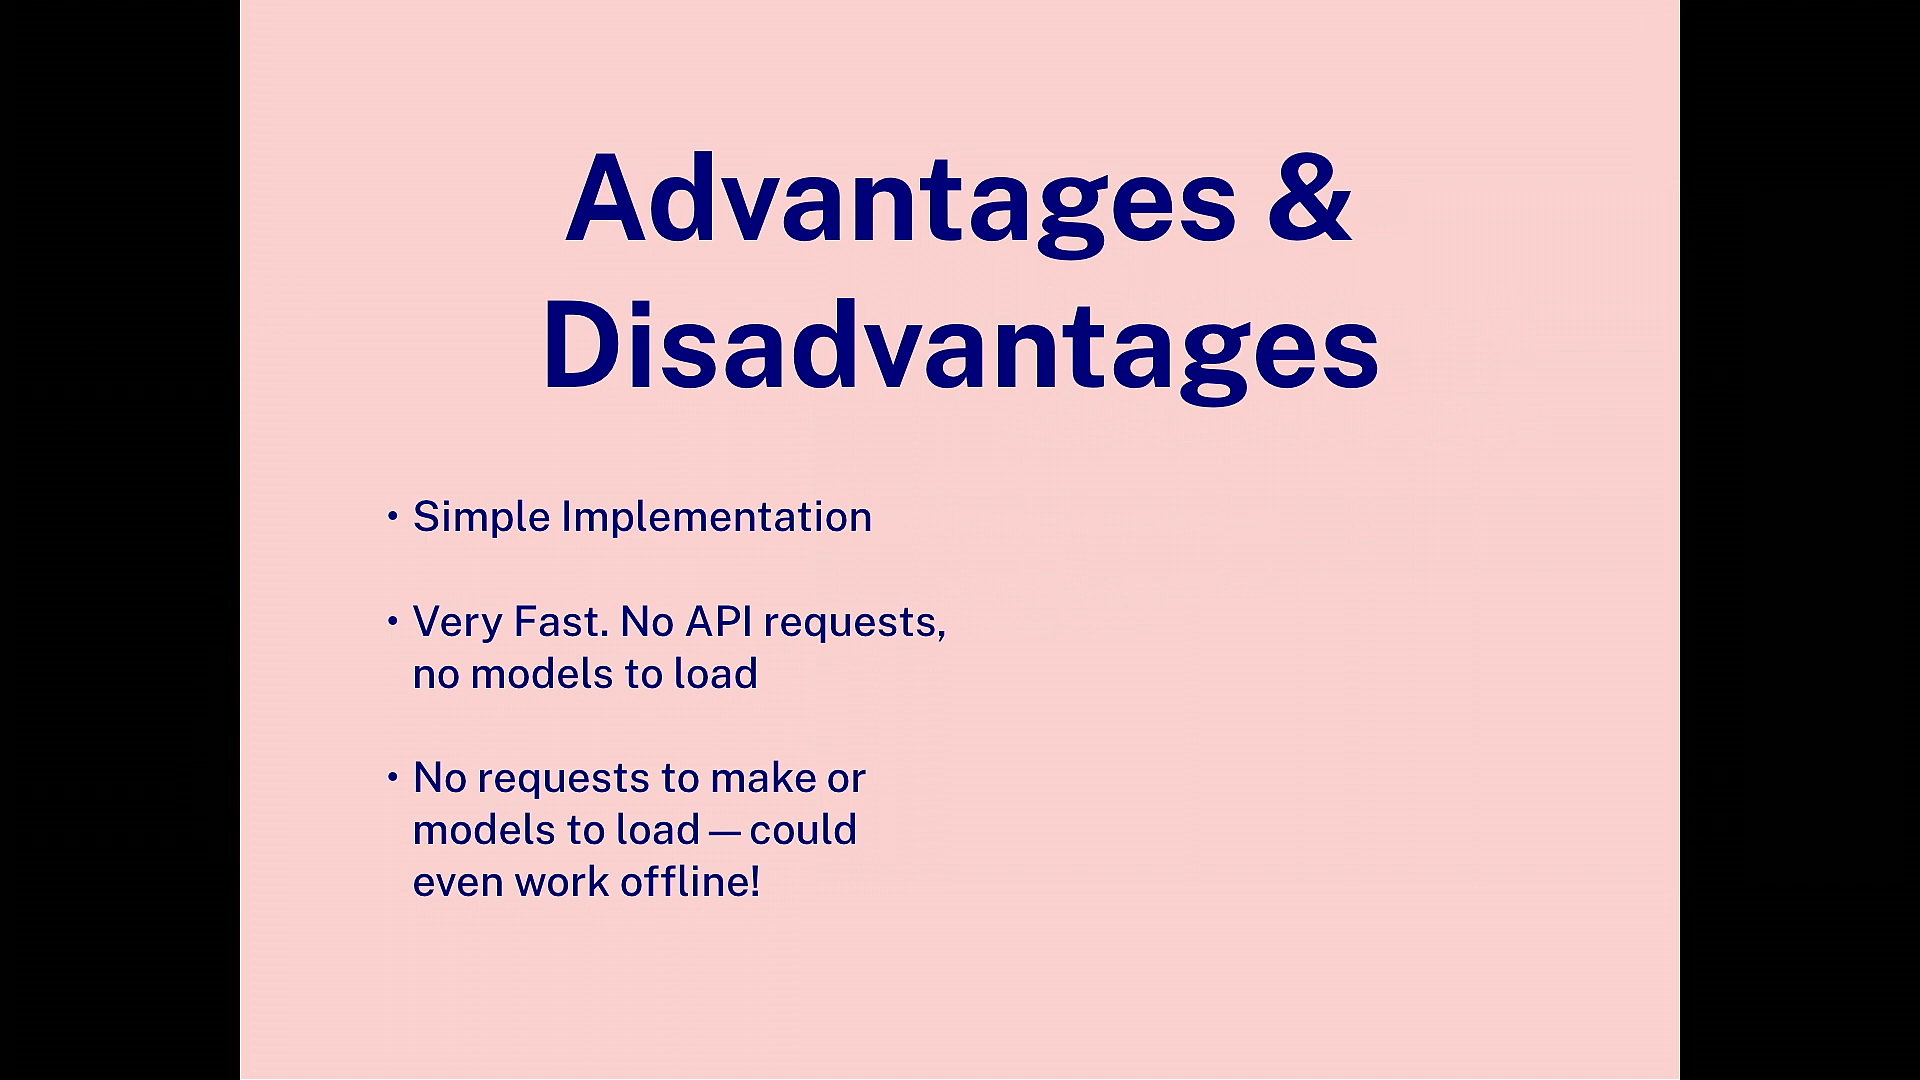 Advantages &
Disadvantages
• Simple Implementation
• Very Fast. No API requests,
no models to load
• No requests to make or
models to load — could
even work offline!